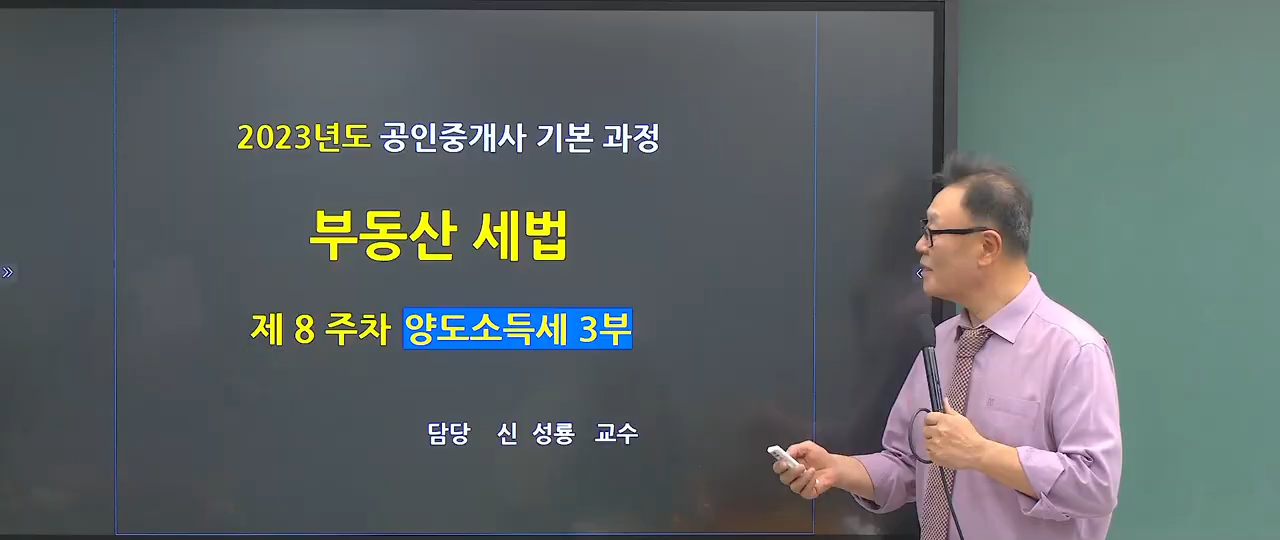 2023년도 공인중개사 기본 과정
부동산 세법
제 8 주차 양도소득세 3부
담당 신 성룡 교수